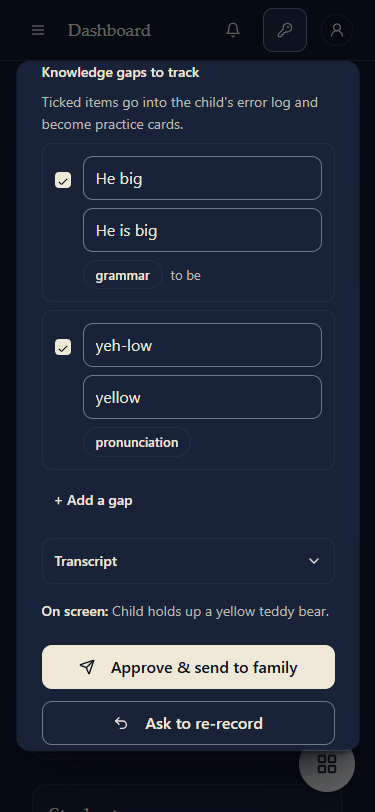 Dashboard
Knowledge gaps to track
Ticked items go into the child's error log and
become practice cards.
He big
He is big
grammar to be
yeh-low
yellow
pronunciation
+ Add a gap
Transcript
On screen: Child holds up a yellow teddy bear.
Approve & send to family
Ask to re-record